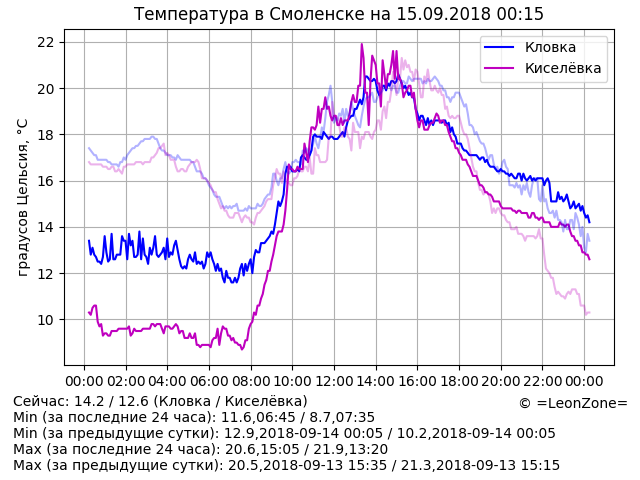 Температура в Смоленске на 15.09.2018 00:15
градусов Цельсия, °C
22
20
18
16
14
12
10
Кловка
Киселёвка
00:00 02:00 04:00 06:00 08:00 10:00 12:00 14:00 16:00 18:00 20:00 22:00 00:00
Сейчас: 14.2 / 12.6 (Кловка / Киселёвка)
© =LeonZone=
Min (за последние 24 часа): 11.6,06:45 / 8.7,07:35
Min (за предыдущие сутки): 12.9,2018-09-14 00:05 / 10.2,2018-09-14 00:05
Max (за последние 24 часа): 20.6,15:05 / 21.9,13:20
Max (за предыдущие сутки): 20.5,2018-09-13 15:35 / 21.3,2018-09-13 15:15